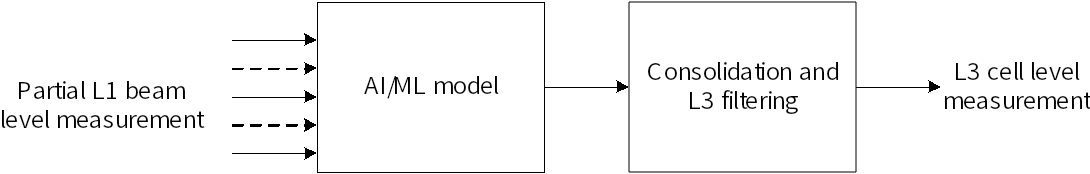 Partial L1 beam
level measurement
AI/ML model
Consolidation and
L3 filtering
L3 cell level
measurement